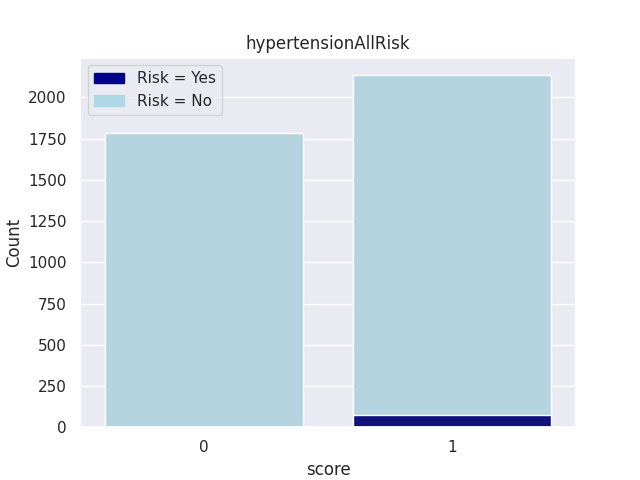 hypertensionAllRisk
Risk = Yes
Risk = No
2000
1750
1500
1250
1000
750
500
250
0
Count
0 1
score